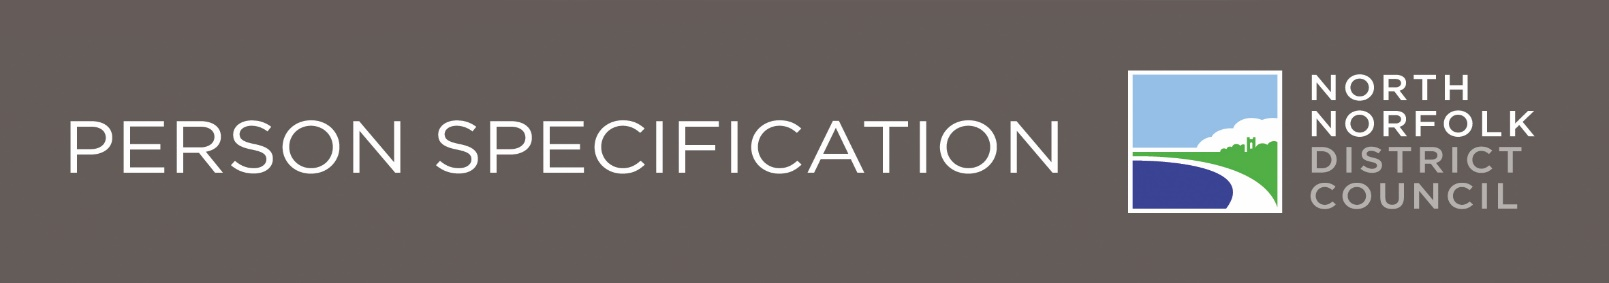 PERSON SPECIFICATION
NORTH
NORFOLK
DISTRICT
COUNCIL